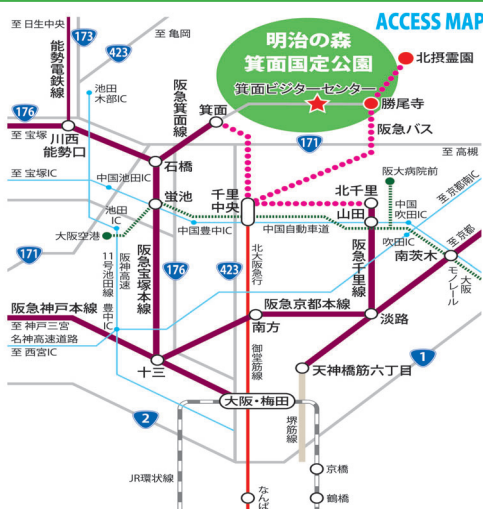 ACCESS MAP
至 日生中央
173
423
至 亀岡
能勢電鉄線
池田
木部IC
176
至 宝塚
川西
能勢口
阪急箕面線
箕面
明治の森
箕面国定公園
箕面ビジターセンター
北摂霊園
勝尾寺
阪急バス
171
至 高槻
石橋
至 宝塚IC
中国池田IC
千里
中央
北千里
阪大病院前
至 京都南IC
蛍池
池田
IC
大阪空港
中国豊中IC
中国自動車道
山田
中国
吹田IC
吹田IC
至 京都
南茨木
大阪
モノレール
171
11号池田線
阪神高速
豊中IC
阪急宝塚本線
176
423
北大阪急行
阪急千里線
阪急神戸本線
至 神戸三宮
名神高速道路
至 西宮IC
阪急京都本線
南方
淡路
御堂筋線
十三
天神橋筋六丁目
1
2
大阪・梅田
堺筋線
JR環状線
京橋
なんば
鶴橋